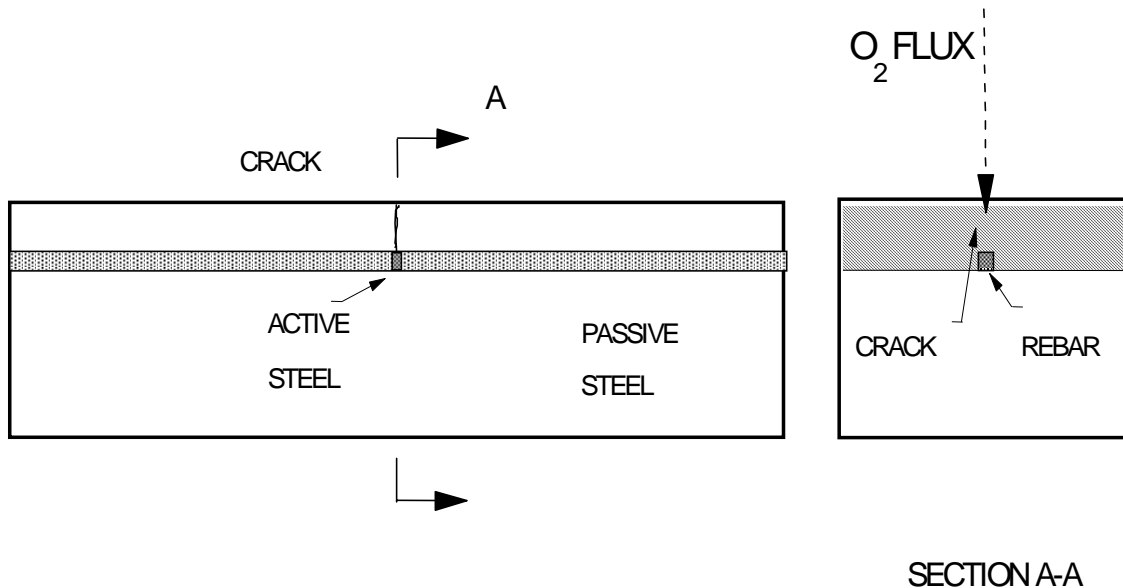 A
CRACK
ACTIVE
STEEL
PASSIVE
STEEL
O2 FLUX
CRACK
REBAR
SECTION A-A